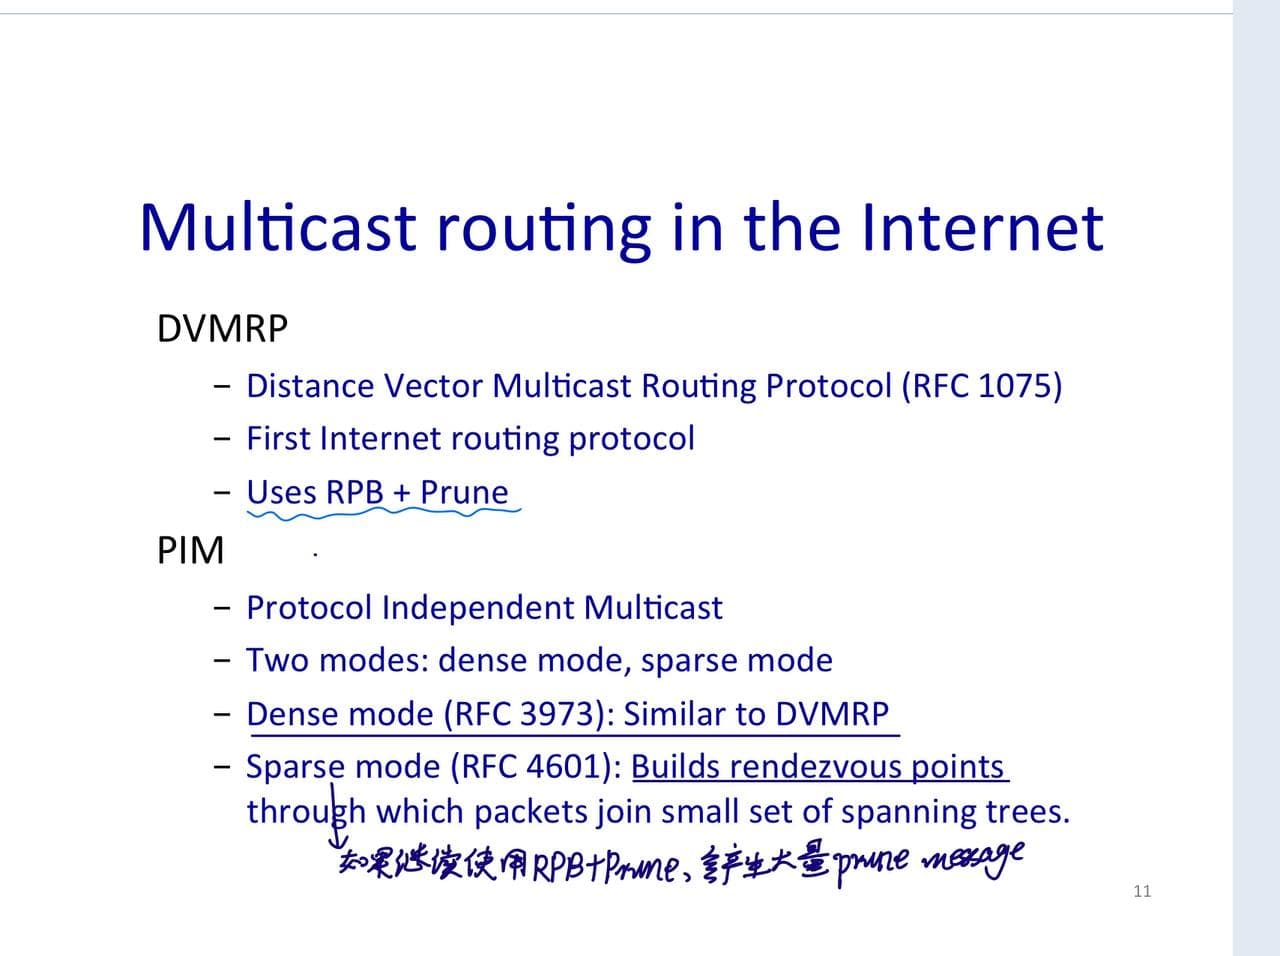 Multicast routing in the Internet
DVMRP
– Distance Vector Multicast Routing Protocol (RFC 1075)
– First Internet routing protocol
– Uses RPB + Prune
PIM
– Protocol Independent Multicast
– Two modes: dense mode, sparse mode
– Dense mode (RFC 3973): Similar to DVMRP
– Sparse mode (RFC 4601): Builds rendezvous points
through which packets join small set of spanning trees.
如果继续使用RPB+Prune、会产生大量prune message
11